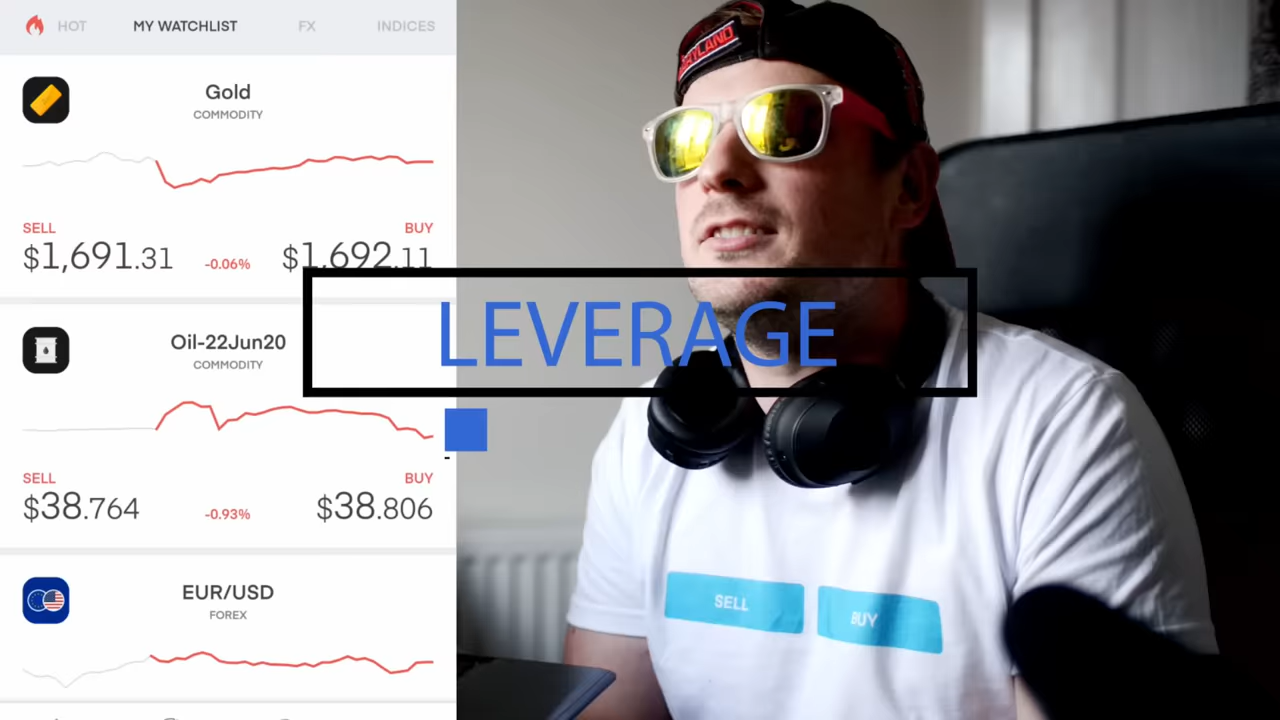 HOT MY WATCHLIST FX INDICES
Gold
COMMODITY
SELL BUY
$1,691.31 -0.06% $1,692.11
LEVERAGE
Oil-22Jun20
COMMODITY
SELL BUY
$38.764 -0.93% $38.806
EUR/USD
FOREX
SELL BUY